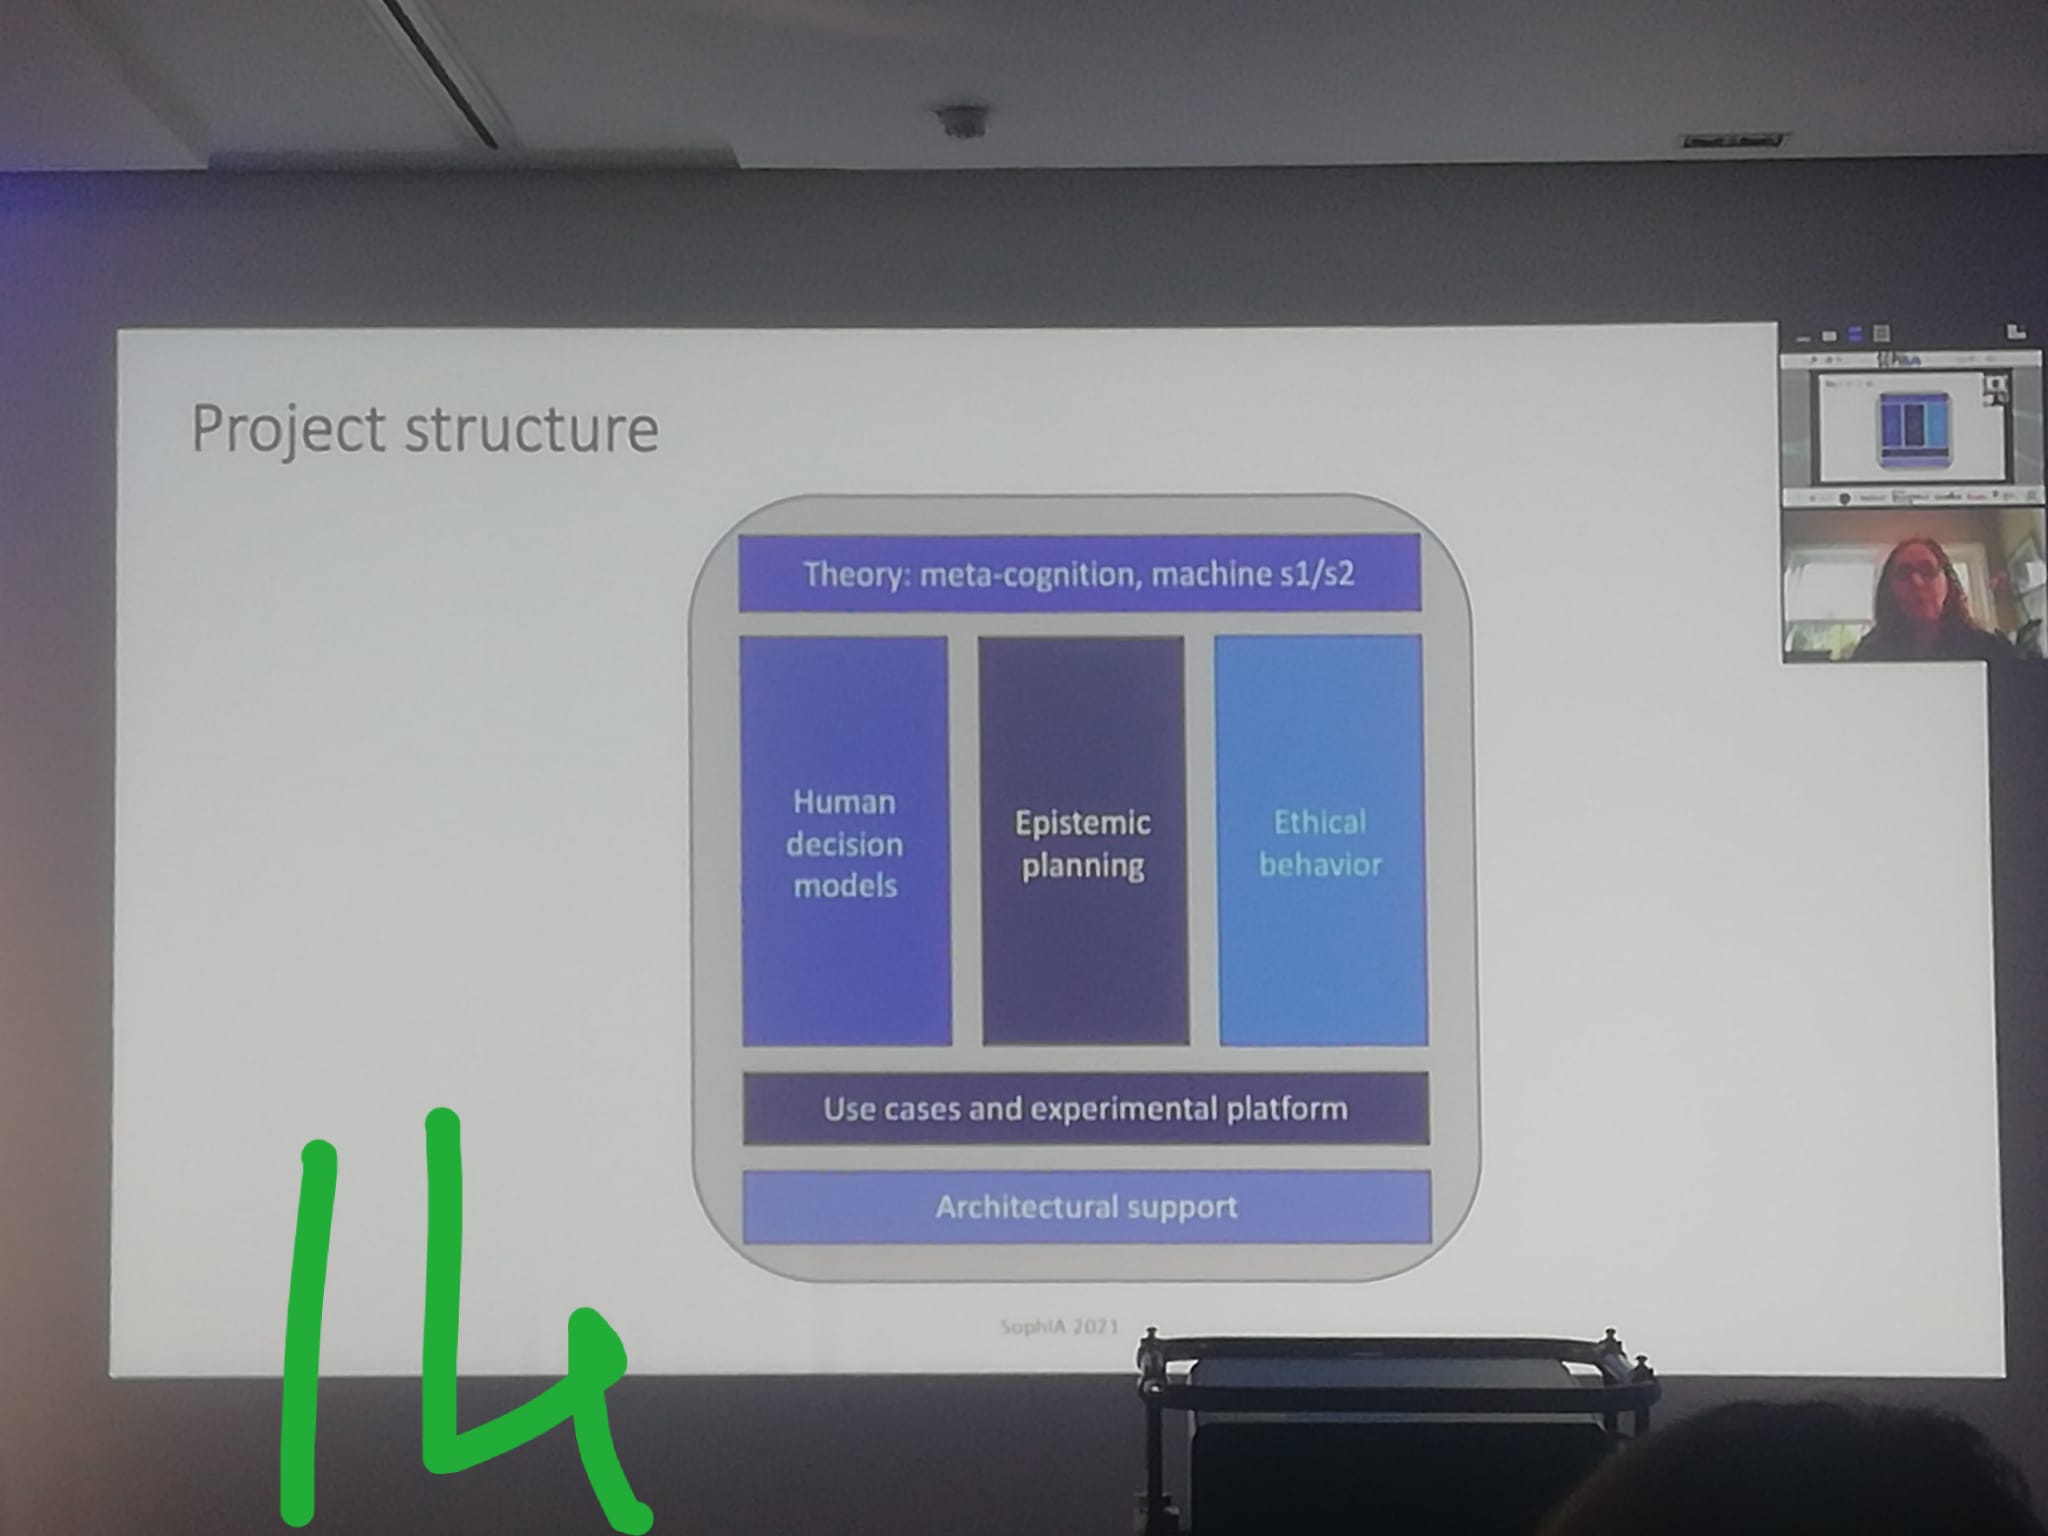 Project structure
Theory: meta-cognition, machine s1/s2
Human
decision
models
Epistemic
planning
Ethical
behavior
Use cases and experimental platform
Architectural support
SophIA 2021
14